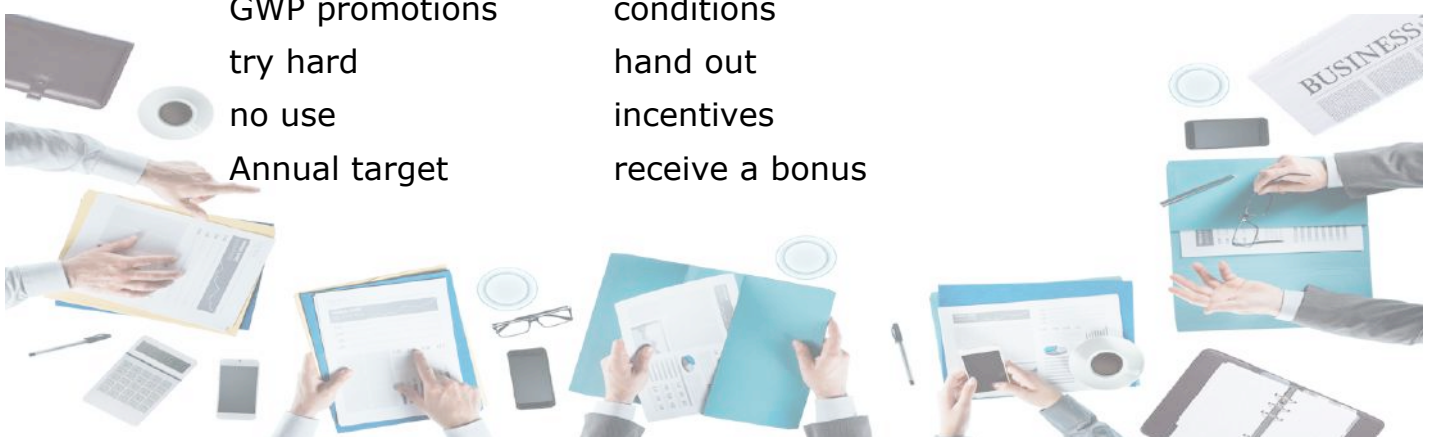 GWP promotions conditions
try hard hand out
no use incentives
Annual target receive a bonus
BUSINESS